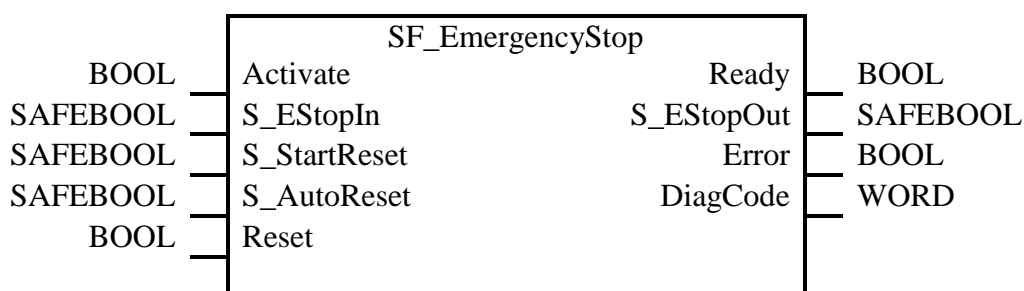 SF_EmergencyStop
BOOL Activate Ready BOOL
SAFEBOOL S_EStopIn S_EStopOut SAFEBOOL
SAFEBOOL S_StartReset Error BOOL
SAFEBOOL S_AutoReset DiagCode WORD
BOOL Reset